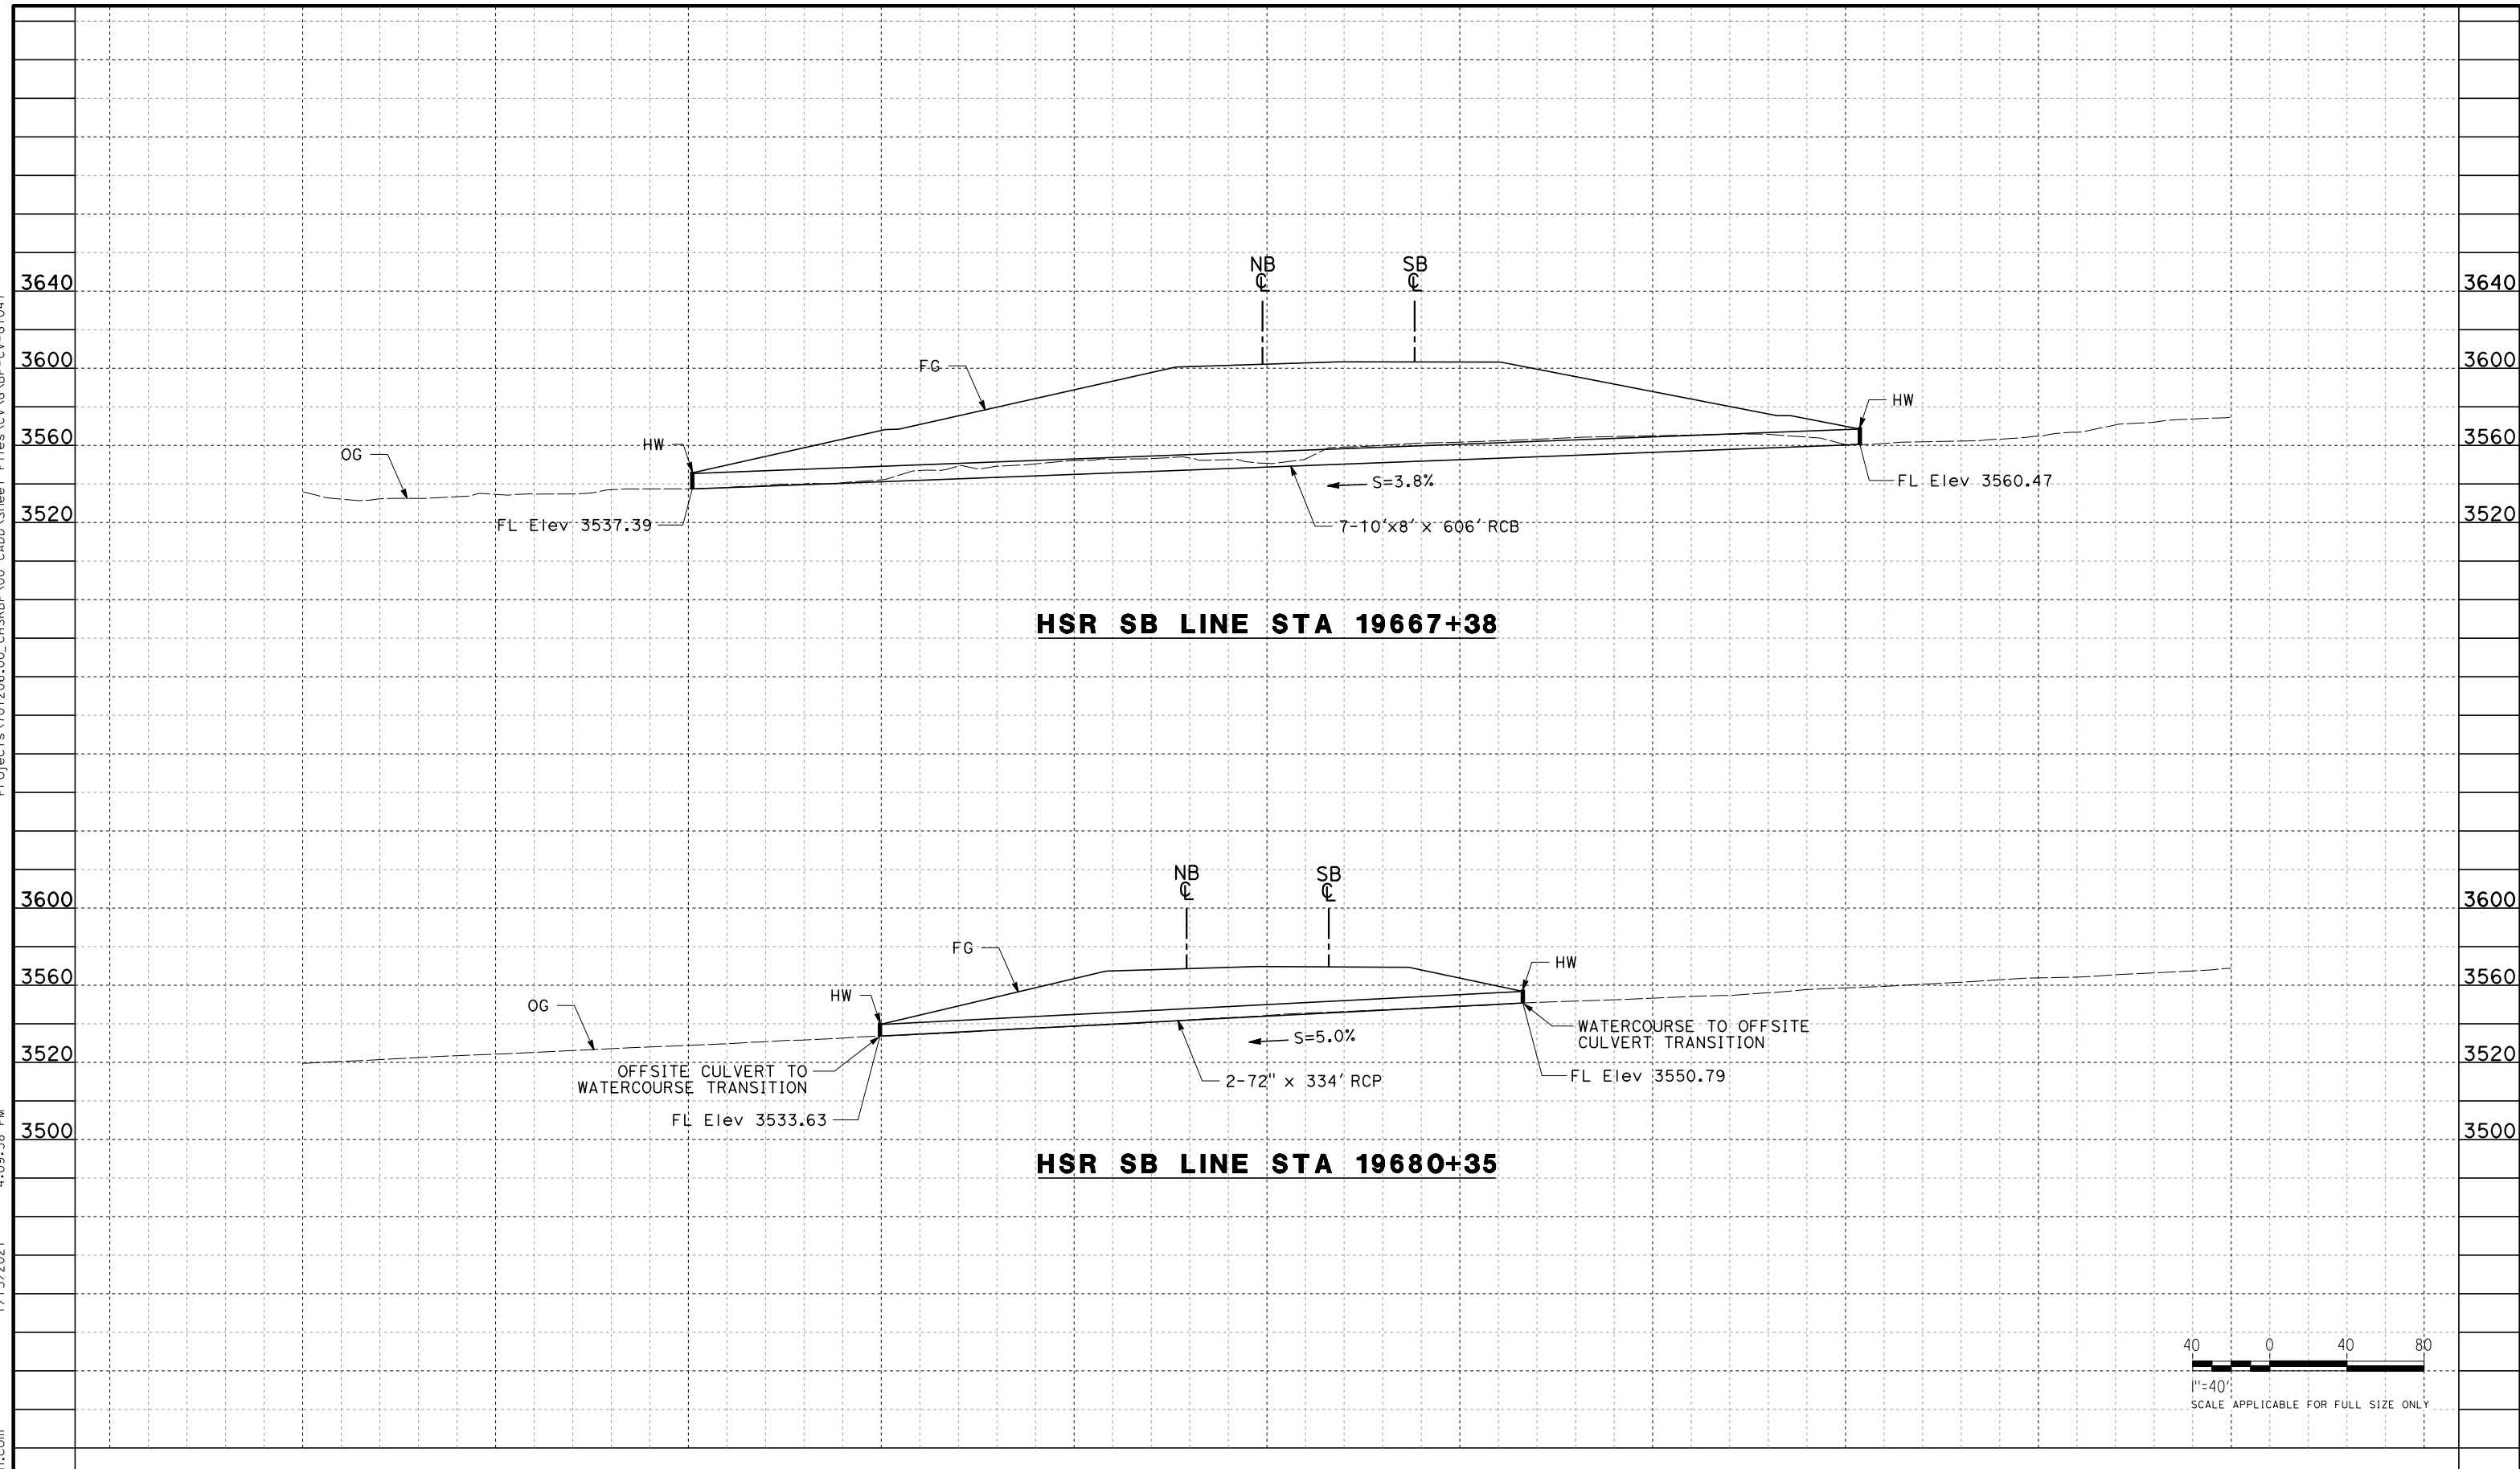 3640
3640
NB
℄
SB
℄
3600
3600
FG
HW
HW
3560
3560
OG
S=3.8%
FL Elev 3560.47
3520
3520
FL Elev 3537.39
7-10'x8' x 606' RCB
HSR SB LINE STA 19667+38
NB
℄
SB
℄
3600
3600
FG
HW
3560
3560
HW
OG
WATERCOURSE TO OFFSITE
CULVERT TRANSITION
S=5.0%
3520
3520
OFFSITE CULVERT TO
WATERCOURSE TRANSITION
2-72" x 334' RCP
FL Elev 3550.79
FL Elev 3533.63
3500
3500
HSR SB LINE STA 19680+35
40 0 40 80
1"=40'
SCALE APPLICABLE FOR FULL SIZE ONLY